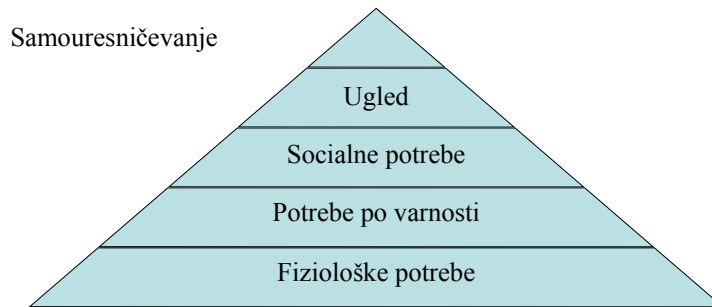 Samouresničevanje
Ugled
Socialne potrebe
Potrebe po varnosti
Fiziološke potrebe